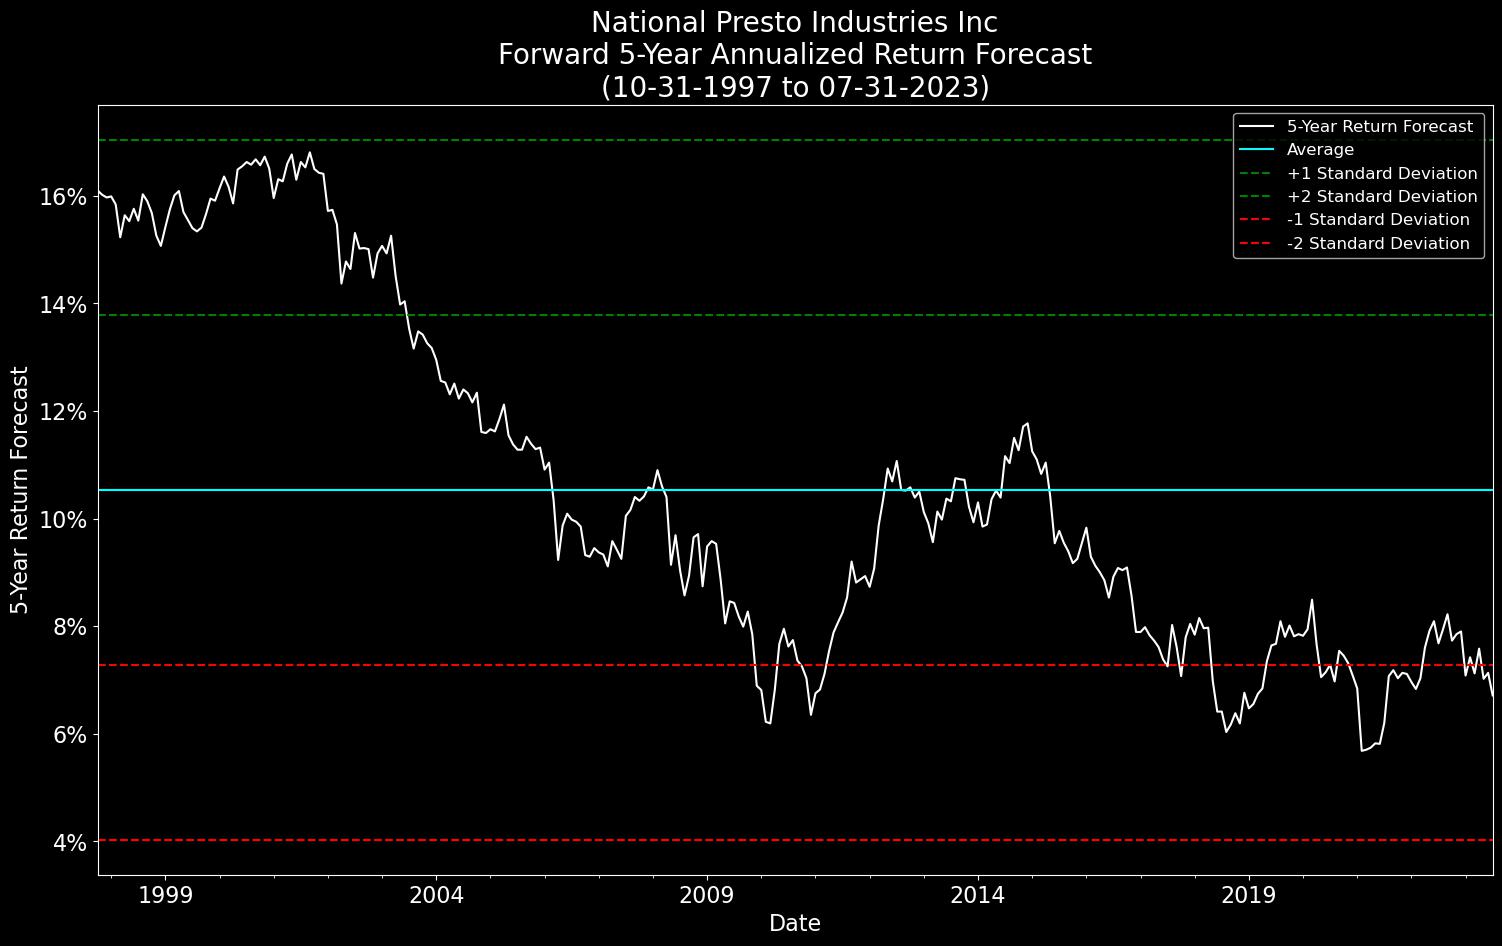 National Presto Industries Inc
Forward 5-Year Annualized Return Forecast
(10-31-1997 to 07-31-2023)
5-Year Return Forecast
Average
+1 Standard Deviation
+2 Standard Deviation
-1 Standard Deviation
-2 Standard Deviation
16%
14%
12%
10%
8%
6%
4%
5-Year Return Forecast
1999
2004
2009
2014
2019
Date